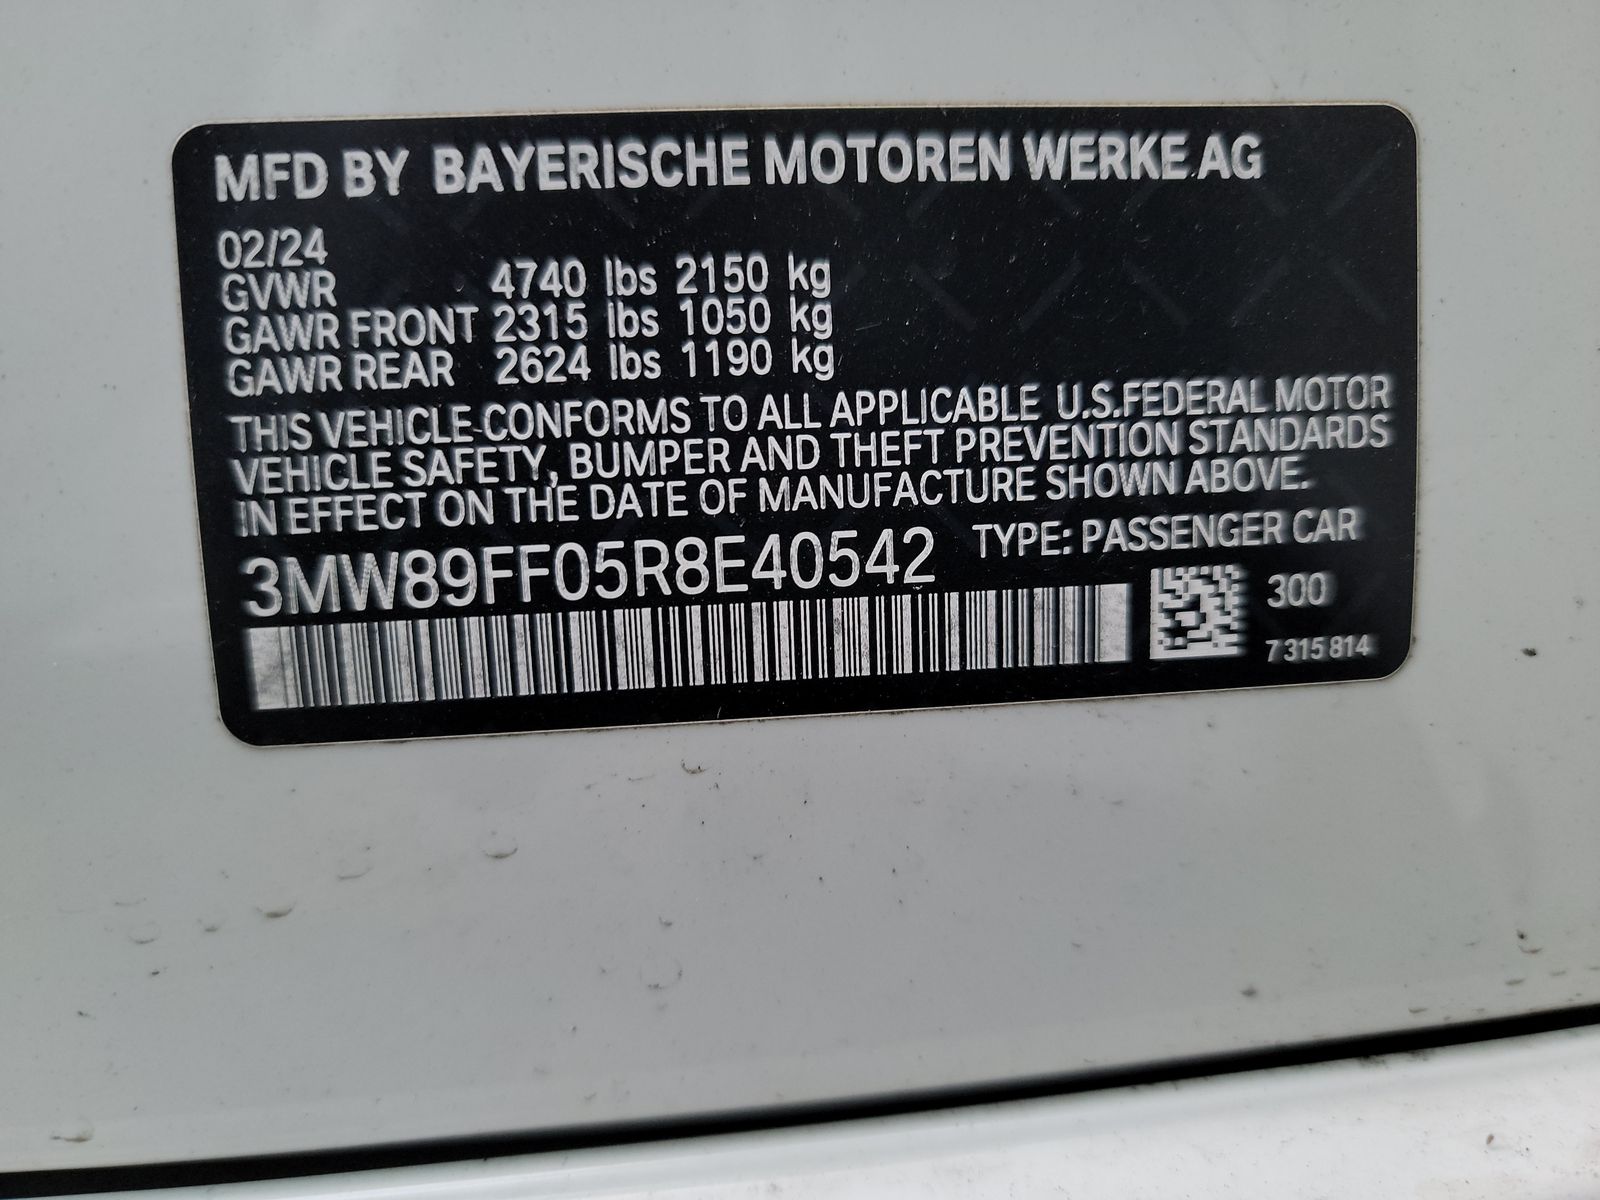 MFD BY BAYERISCHE MOTOREN WERKE AG
02/24
GVWR 4740 lbs 2150 kg
GAWR FRONT 2315 lbs 1050 kg
GAWR REAR 2624 lbs 1190 kg
THIS VEHICLE CONFORMS TO ALL APPLICABLE U.S.FEDERAL MOTOR
VEHICLE SAFETY, BUMPER AND THEFT PREVENTION STANDARDS
IN EFFECT ON THE DATE OF MANUFACTURE SHOWN ABOVE.
3MW89FF05R8E40542 TYPE: PASSENGER CAR
300
7 315 814